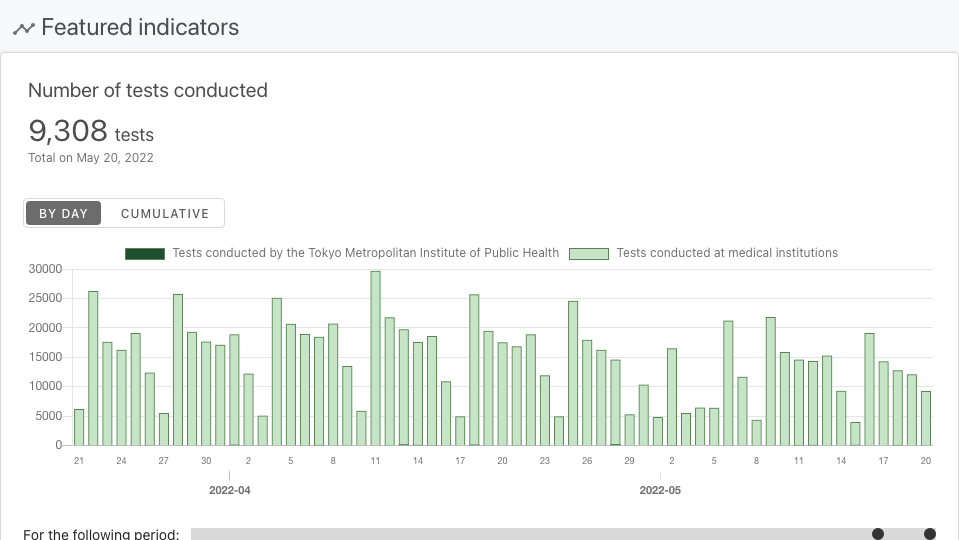 Featured indicators
Number of tests conducted
9,308 tests
Total on May 20, 2022
BY DAY CUMULATIVE
Tests conducted by the Tokyo Metropolitan Institute of Public Health Tests conducted at medical institutions
30000
25000
20000
15000
10000
5000
0
21 24 27 30 2 5 8 11 14 17 20 23 26 29 2 5 8 11 14 17 20
2022-04 2022-05
For the following period: